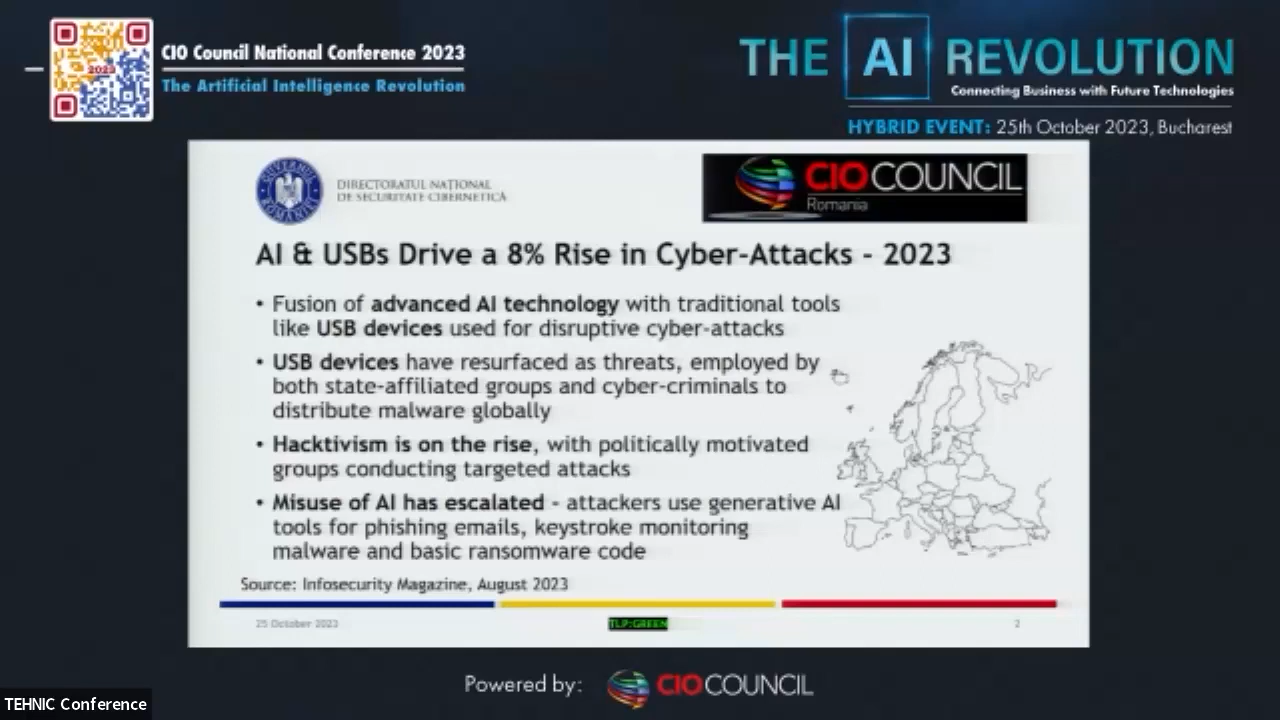 CIO Council National Conference 2023
The Artificial Intelligence Revolution
2023
THE AI REVOLUTION
Connecting Business with Future Technologies
HYBRID EVENT: 25th October 2023, Bucharest
GUVERNUL ROMÂNIEI
DIRECTORATUL NAȚIONAL
DE SECURITATE CIBERNETICĂ
CIO COUNCIL
Romania
AI & USBs Drive a 8% Rise in Cyber-Attacks - 2023
• Fusion of advanced AI technology with traditional tools
like USB devices used for disruptive cyber-attacks
• USB devices have resurfaced as threats, employed by
both state-affiliated groups and cyber-criminals to
distribute malware globally
• Hacktivism is on the rise, with politically motivated
groups conducting targeted attacks
• Misuse of AI has escalated - attackers use generative AI
tools for phishing emails, keystroke monitoring
malware and basic ransomware code
Source: Infosecurity Magazine, August 2023
25 October 2023
TLP:GREEN
2
Powered by: CIO COUNCIL
TEHNIC Conference